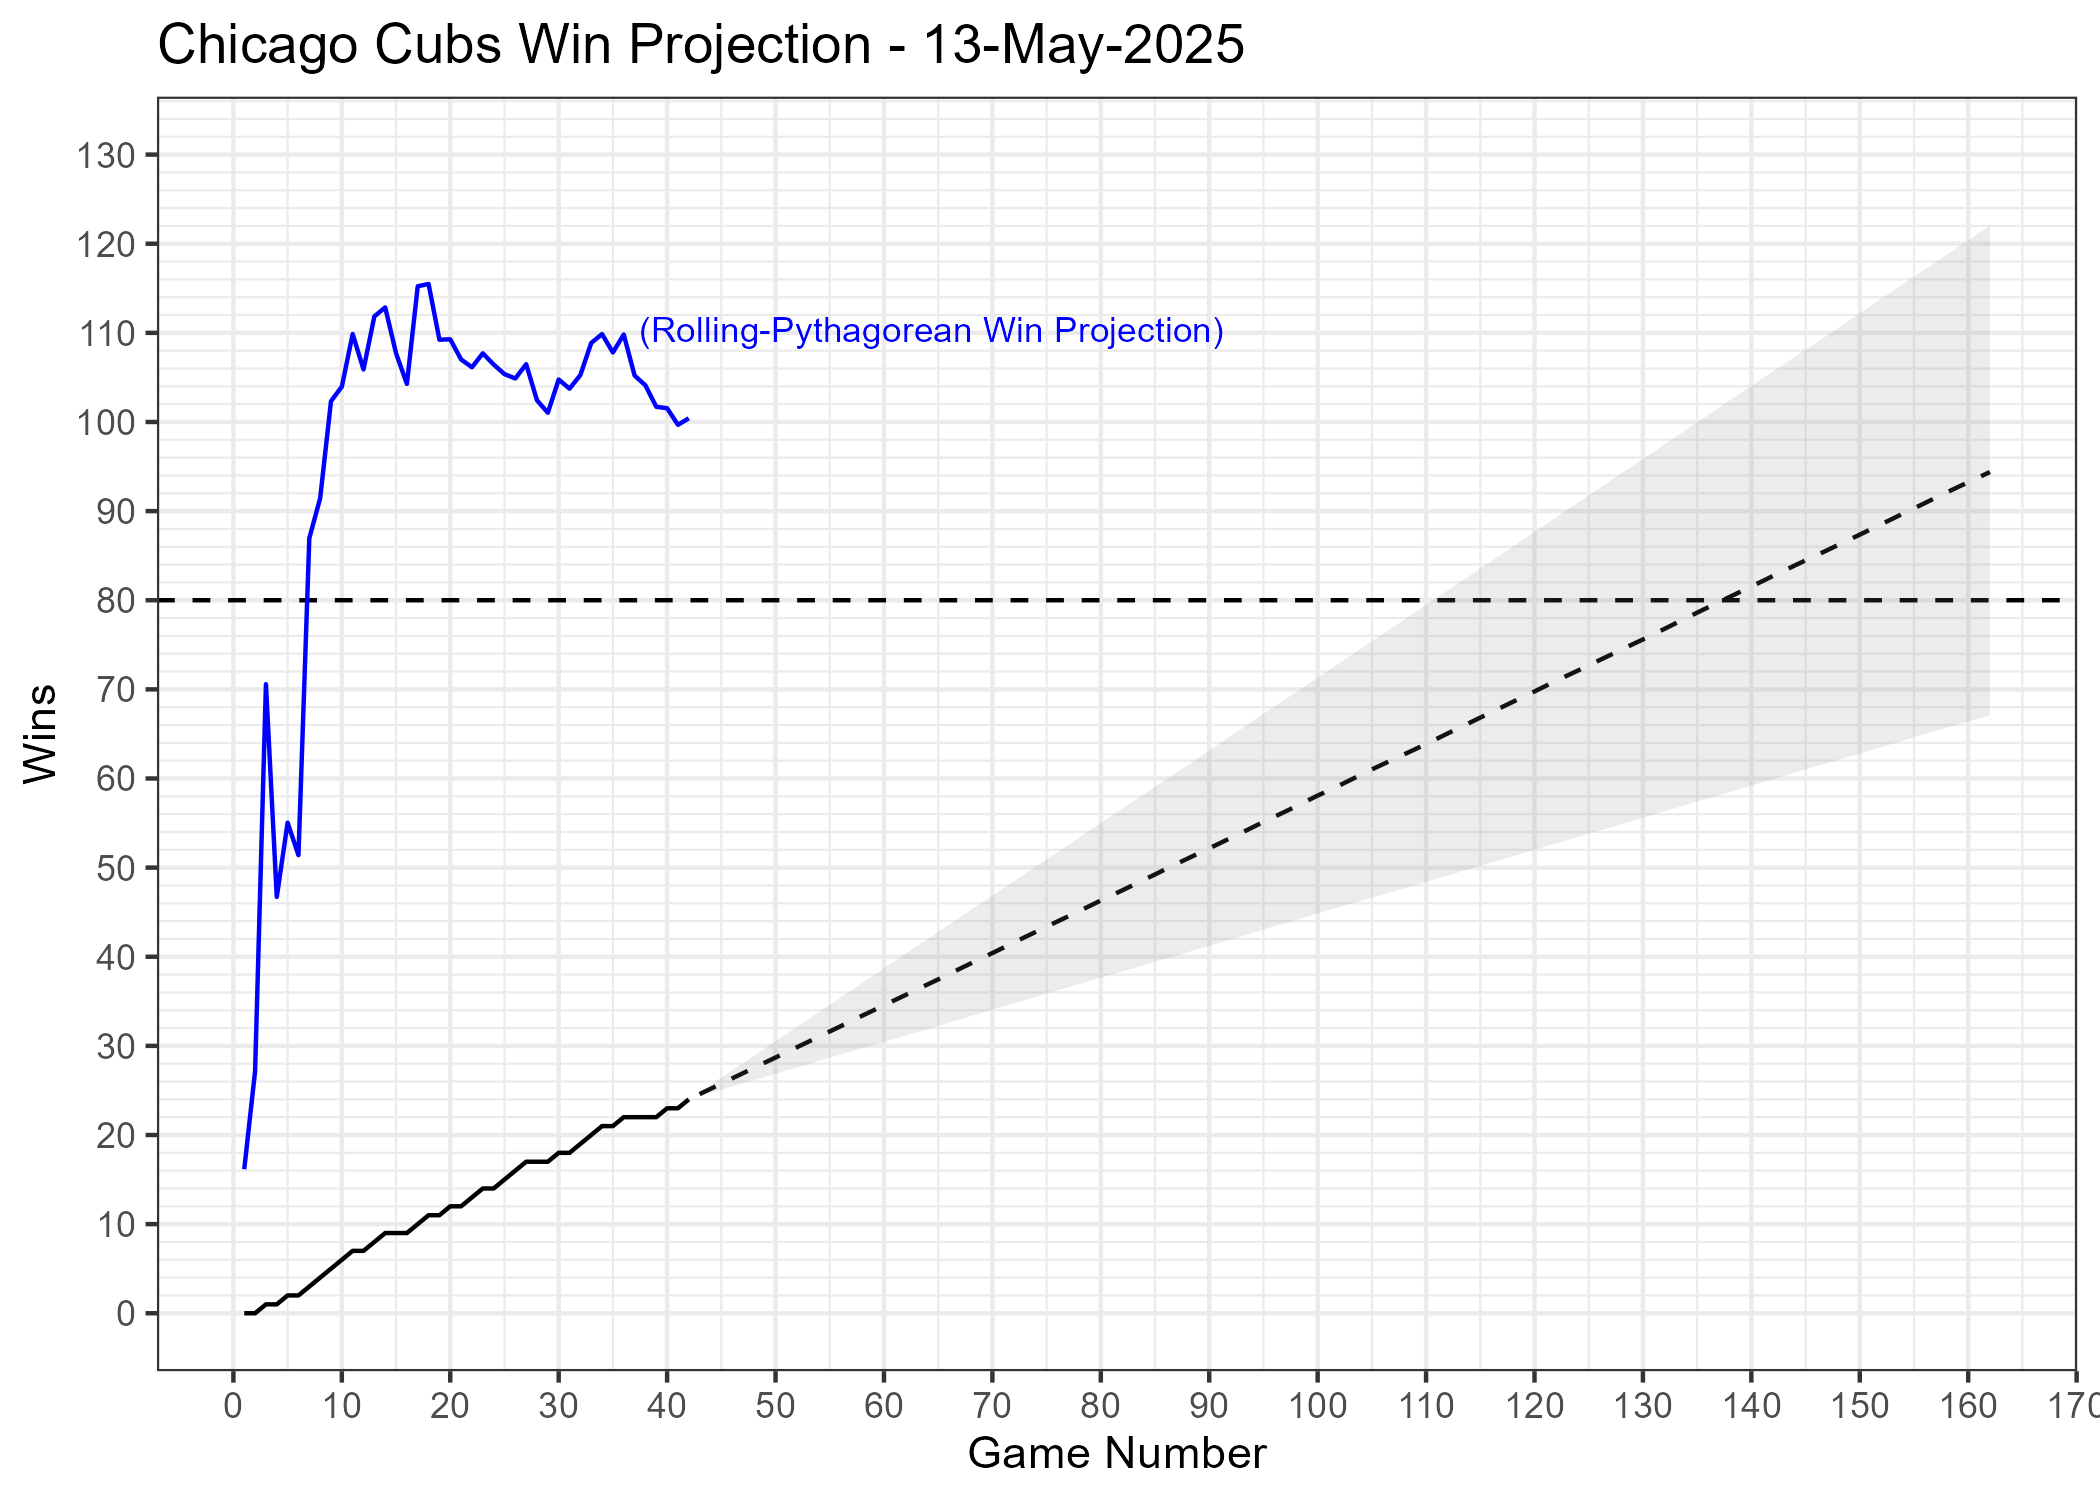 Chicago Cubs Win Projection - 13-May-2025
130
120
110
100
90
80
70
60
50
40
30
20
10
0
(Rolling-Pythagorean Win Projection)
Wins
0 10 20 30 40 50 60 70 80 90 100 110 120 130 140 150 160 170
Game Number